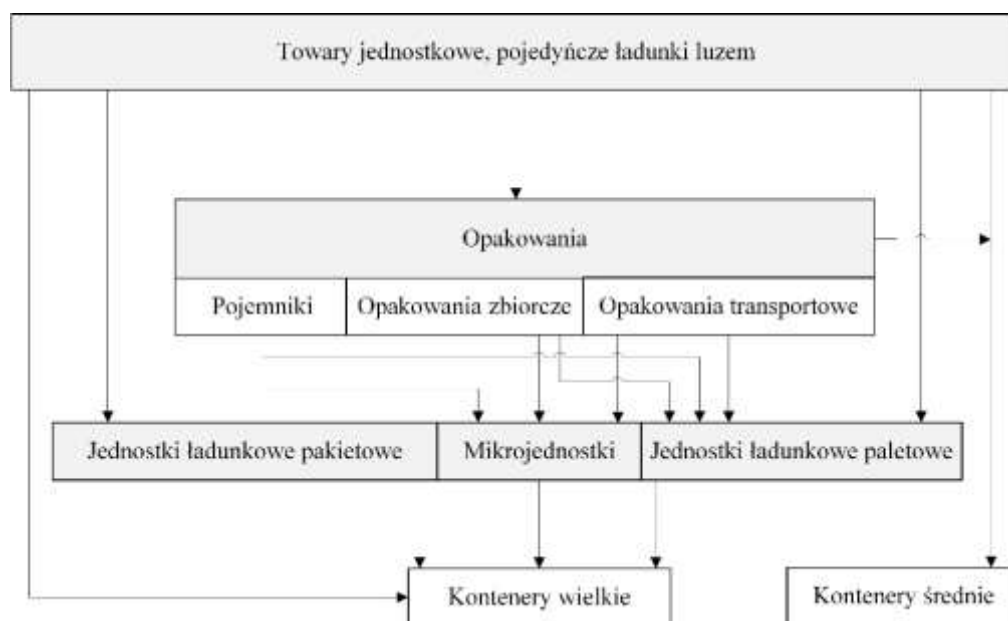 Towary jednostkowe, pojedyńcze ładunki luzem
Opakowania
Pojemniki
Opakowania zbiorcze
Opakowania transportowe
Jednostki ładunkowe pakietowe
Mikrojednostki
Jednostki ładunkowe paletowe
Kontenery wielkie
Kontenery średnie